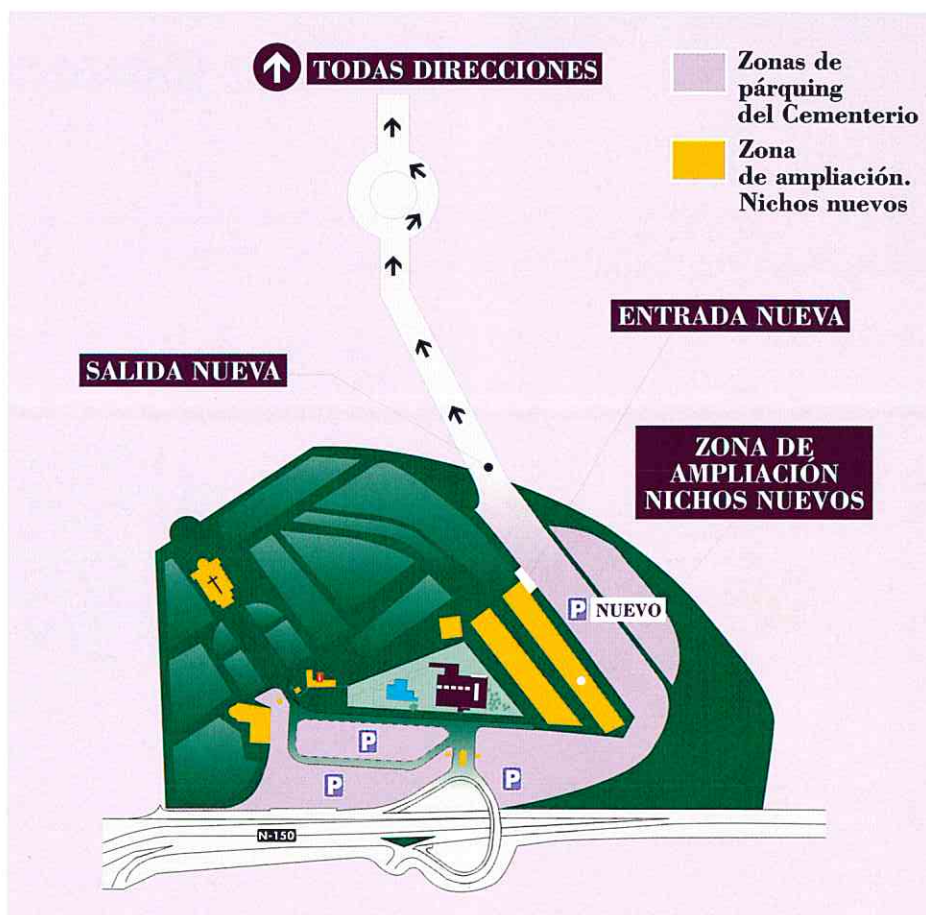 TODAS DIRECCIONES
Zonas de
párquing
del Cementerio
Zona
de ampliación.
Nichos nuevos
ENTRADA NUEVA
SALIDA NUEVA
ZONA DE
AMPLIACIÓN
NICHOS NUEVOS
P NUEVO
P
P
P
N-150